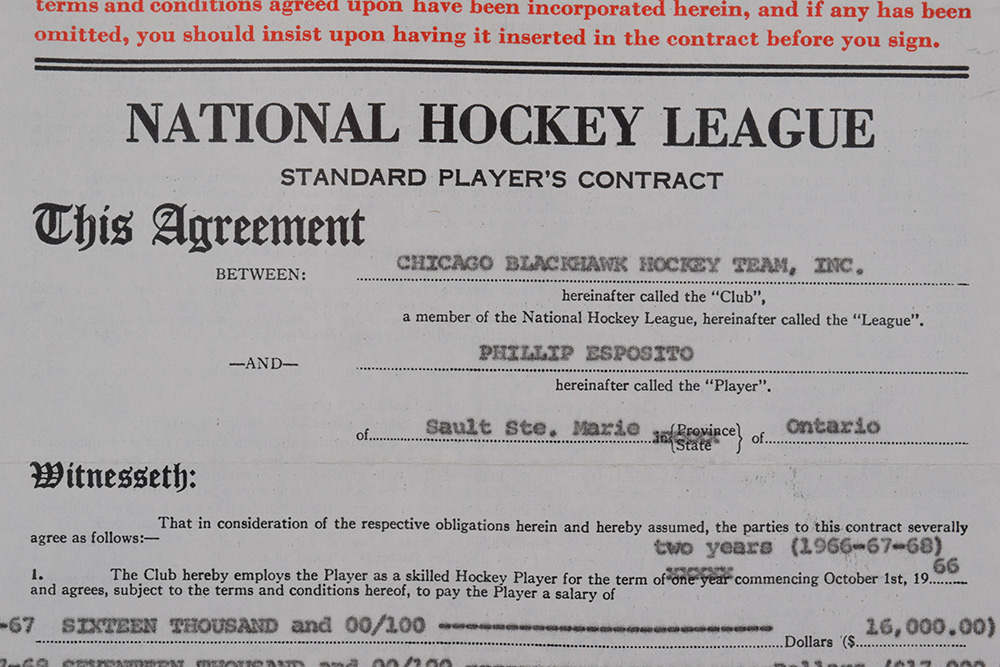 terms and conditions agreed upon have been incorporated herein, and if any has been
omitted, you should insist upon having it inserted in the contract before you sign.
NATIONAL HOCKEY LEAGUE
STANDARD PLAYER'S CONTRACT
This Agreement
BETWEEN: CHICAGO BLACKHAWK HOCKEY TEAM, INC.
hereinafter called the "Club",
a member of the National Hockey League, hereinafter called the "League".
—AND— PHILLIP ESPOSITO
hereinafter called the "Player".
of Sault Ste. Marie in {Province State} of Ontario
Witnesseth:
That in consideration of the respective obligations herein and hereby assumed, the parties to this contract severally
agree as follows:—
two years (1966-67-68)
1. The Club hereby employs the Player as a skilled Hockey Player for the term of one year commencing October 1st, 19 66
and agrees, subject to the terms and conditions hereof, to pay the Player a salary of
-67 SIXTEEN THOUSAND and 00/100 ---------- Dollars ($ 16,000.00)
SEVENTEEN THOUSAND and 00/100